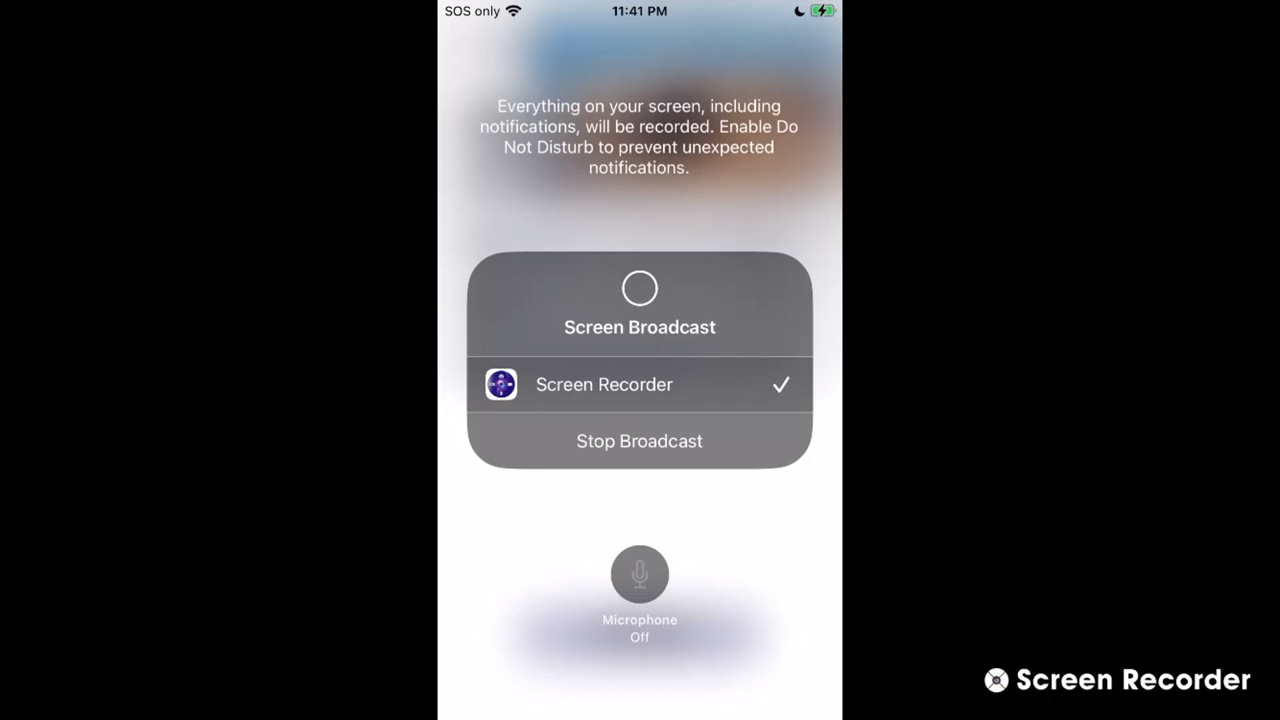 SOS only
11:41 PM
Everything on your screen, including
notifications, will be recorded. Enable Do
Not Disturb to prevent unexpected
notifications.
Screen Broadcast
Screen Recorder
Stop Broadcast
Microphone
Off
Screen Recorder